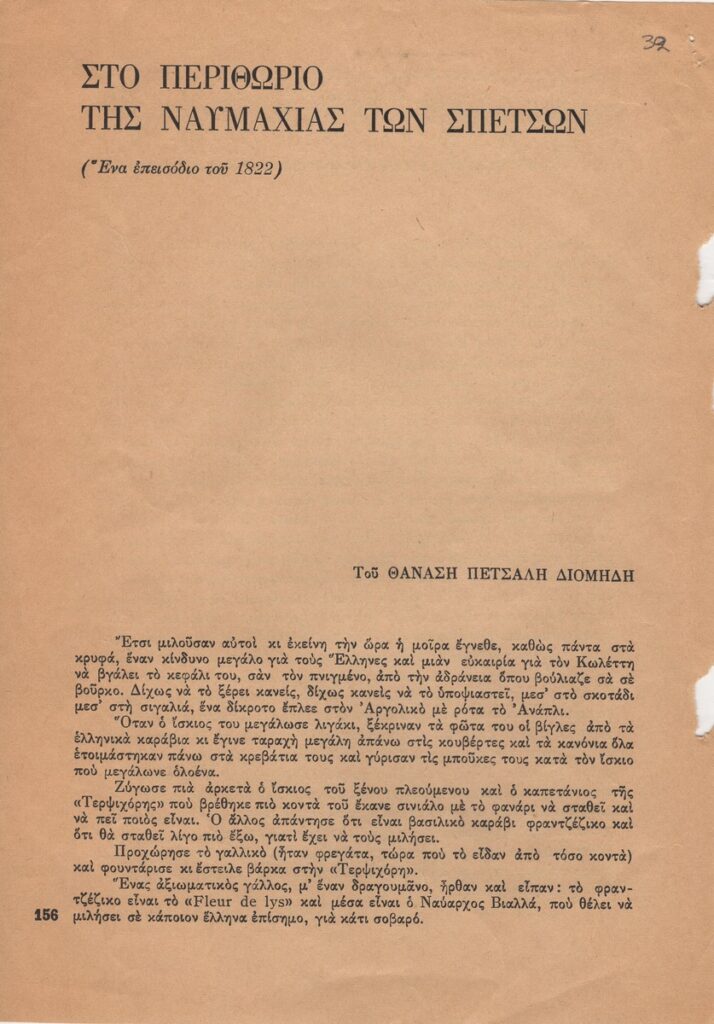 32
ΣΤΟ ΠΕΡΙΘΩΡΙΟ
ΤΗΣ ΝΑΥΜΑΧΙΑΣ ΤΩΝ ΣΠΕΤΣΩΝ
(Ἕνα ἐπεισόδιο τοῦ 1822)
Τοῦ ΘΑΝΑΣΗ ΠΕΤΣΑΛΗ ΔΙΟΜΗΔΗ
Ἔτσι μιλοῦσαν αὐτοὶ κι ἐκείνη τὴν ὥρα ἡ μοῖρα ἔγνεθε, καθὼς πάντα στὰ
κρυφά, ἕναν κίνδυνο μεγάλο γιὰ τοὺς Ἕλληνες καὶ μιὰν εὐκαιρία γιὰ τὸν Κωλέττη
νὰ βγάλει τὸ κεφάλι του, σὰν τὸν πνιγμένο, ἀπὸ τὴν ἀδράνεια ὅπου βούλιαζε σὰ σὲ
βοῦρκο. Δίχως νὰ τὸ ξέρει κανείς, δίχως κανεὶς νὰ τὸ ὑποψιαστεῖ, μεσ' στὸ σκοτάδι
μεσ' στὴ σιγαλιά, ἕνα δίκροτο ἔπλεε στὸν Ἀργολικὸ μὲ ρότα τὸ Ἀνάπλι.
Ὅταν ὁ ἴσκιος του μεγάλωσε λιγάκι, ξέκριναν τὰ φῶτα του οἱ βίγλες ἀπὸ τὰ
ἑλληνικὰ καράβια κι ἔγινε ταραχὴ μεγάλη ἀπάνω στὶς κουβέρτες καὶ τὰ κανόνια ὅλα
ἑτοιμάστηκαν πάνω στὰ κρεβάτια τους καὶ γύρισαν τὶς μποῦκες τους κατὰ τὸν ἴσκιο
ποὺ μεγάλωνε ὁλοένα.
Ζύγωσε πιὰ ἀρκετὰ ὁ ἴσκιος τοῦ ξένου πλεούμενου καὶ ὁ καπετάνιος τῆς
«Τερψιχόρης» ποὺ βρέθηκε πιὸ κοντὰ τοῦ ἔκανε σινιάλο μὲ τὸ φανάρι νὰ σταθεῖ καὶ
νὰ πεῖ ποιὸς εἶναι. Ὁ ἄλλος ἀπάντησε ὅτι εἶναι βασιλικὸ καράβι φραντζέζικο καὶ
ὅτι θὰ σταθεῖ λίγο πιὸ ἔξω, γιατὶ ἔχει νὰ τοὺς μιλήσει.
Προχώρησε τὸ γαλλικὸ (ἦταν φρεγάτα, τώρα ποὺ τὸ εἶδαν ἀπὸ τόσο κοντὰ)
καὶ φουντάρισε κι ἔστειλε βάρκα στὴν «Τερψιχόρη».
Ἕνας ἀξιωματικὸς γάλλος, μ' ἕναν δραγουμᾶνο, ἦρθαν καὶ εἶπαν : τὸ φραν-
τζέζικο εἶναι τὸ «Fleur de lys» καὶ μέσα εἶναι ὁ Ναύαρχος Βιαλλά, ποὺ θέλει νὰ
μιλήσει σὲ κάποιον ἕλληνα ἐπίσημο, γιὰ κάτι σοβαρό.
156